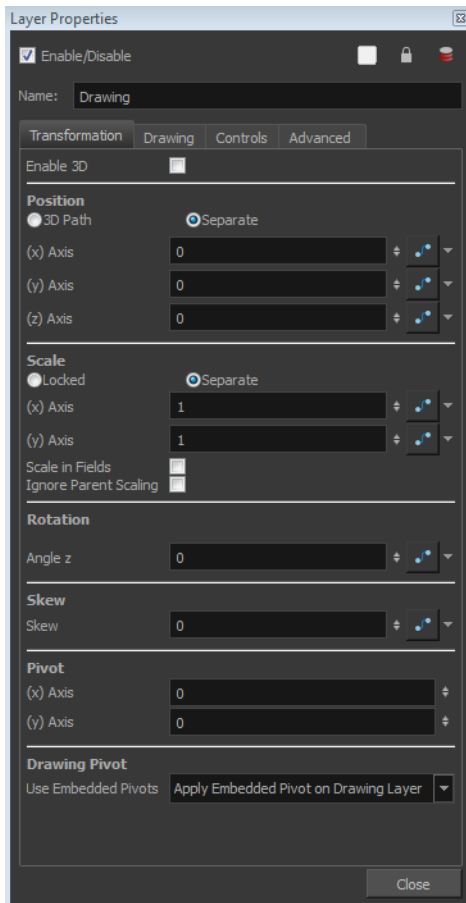 Layer Properties
Enable/Disable
Name: Drawing
Transformation Drawing Controls Advanced
Enable 3D
Position
3D Path Separate
(x) Axis 0
(y) Axis 0
(z) Axis 0
Scale
Locked Separate
(x) Axis 1
(y) Axis 1
Scale in Fields
Ignore Parent Scaling
Rotation
Angle z 0
Skew
Skew 0
Pivot
(x) Axis 0
(y) Axis 0
Drawing Pivot
Use Embedded Pivots Apply Embedded Pivot on Drawing Layer
Close